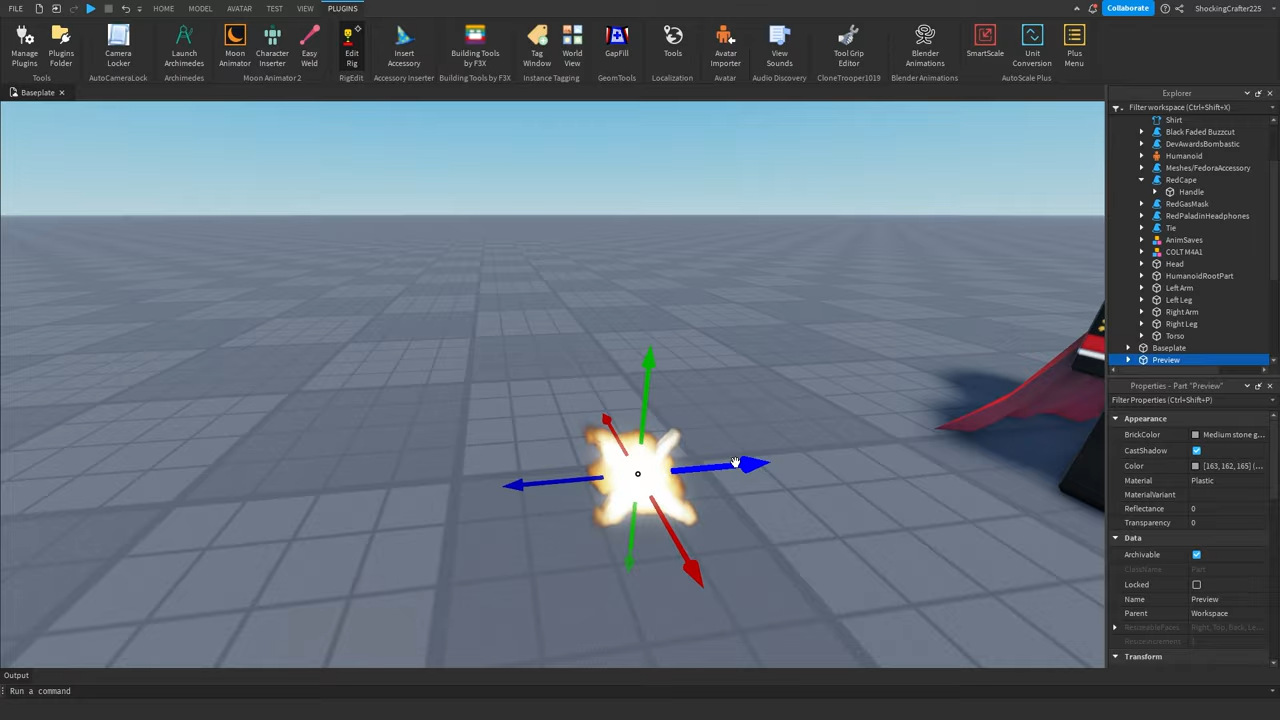 FILE
HOME
MODEL
AVATAR
TEST
VIEW
PLUGINS
Collaborate
ShockingCrafter225
Manage Plugins
Plugins Folder
Camera Locker
Launch Archimedes
Moon Animator
Character Inserter
Easy Weld
Edit Rig
Insert Accessory
Building Tools by F3X
Tag Window
World View
GapFill
Tools
Avatar Importer
View Sounds
Tool Grip Editor
Blender Animations
SmartScale
Unit Conversion
Plus Menu
Tools
AutoCameraLock
Archimedes
Moon Animator 2
RigEdit
Accessory Inserter
Building Tools by F3X
Instance Tagging
GeomTools
Localization
Avatar
Audio Discovery
CloneTrooper1019
Blender Animations
AutoScale Plus
Baseplate
Explorer
Filter workspace (Ctrl+Shift+X)
Shirt
Black Faded Buzzcut
DevAwardsBombastic
Humanoid
Meshes/FedoraAccessory
RedCape
Handle
RedGasMask
RedPaladinHeadphones
Tie
AnimSaves
COLT M4A1
Head
HumanoidRootPart
Left Arm
Left Leg
Right Arm
Right Leg
Torso
Baseplate
Preview
Properties - Part "Preview"
Filter Properties (Ctrl+Shift+P)
Appearance
BrickColor Medium stone g...
CastShadow
Color [163, 162, 165] (...
Material Plastic
MaterialVariant
Reflectance 0
Transparency 0
Data
Archivable
ClassName Part
Locked
Name Preview
Parent Workspace
ResizeableFaces Right, Top, Back, Le...
ResizeIncrement 1
Transform
Output
Run a command